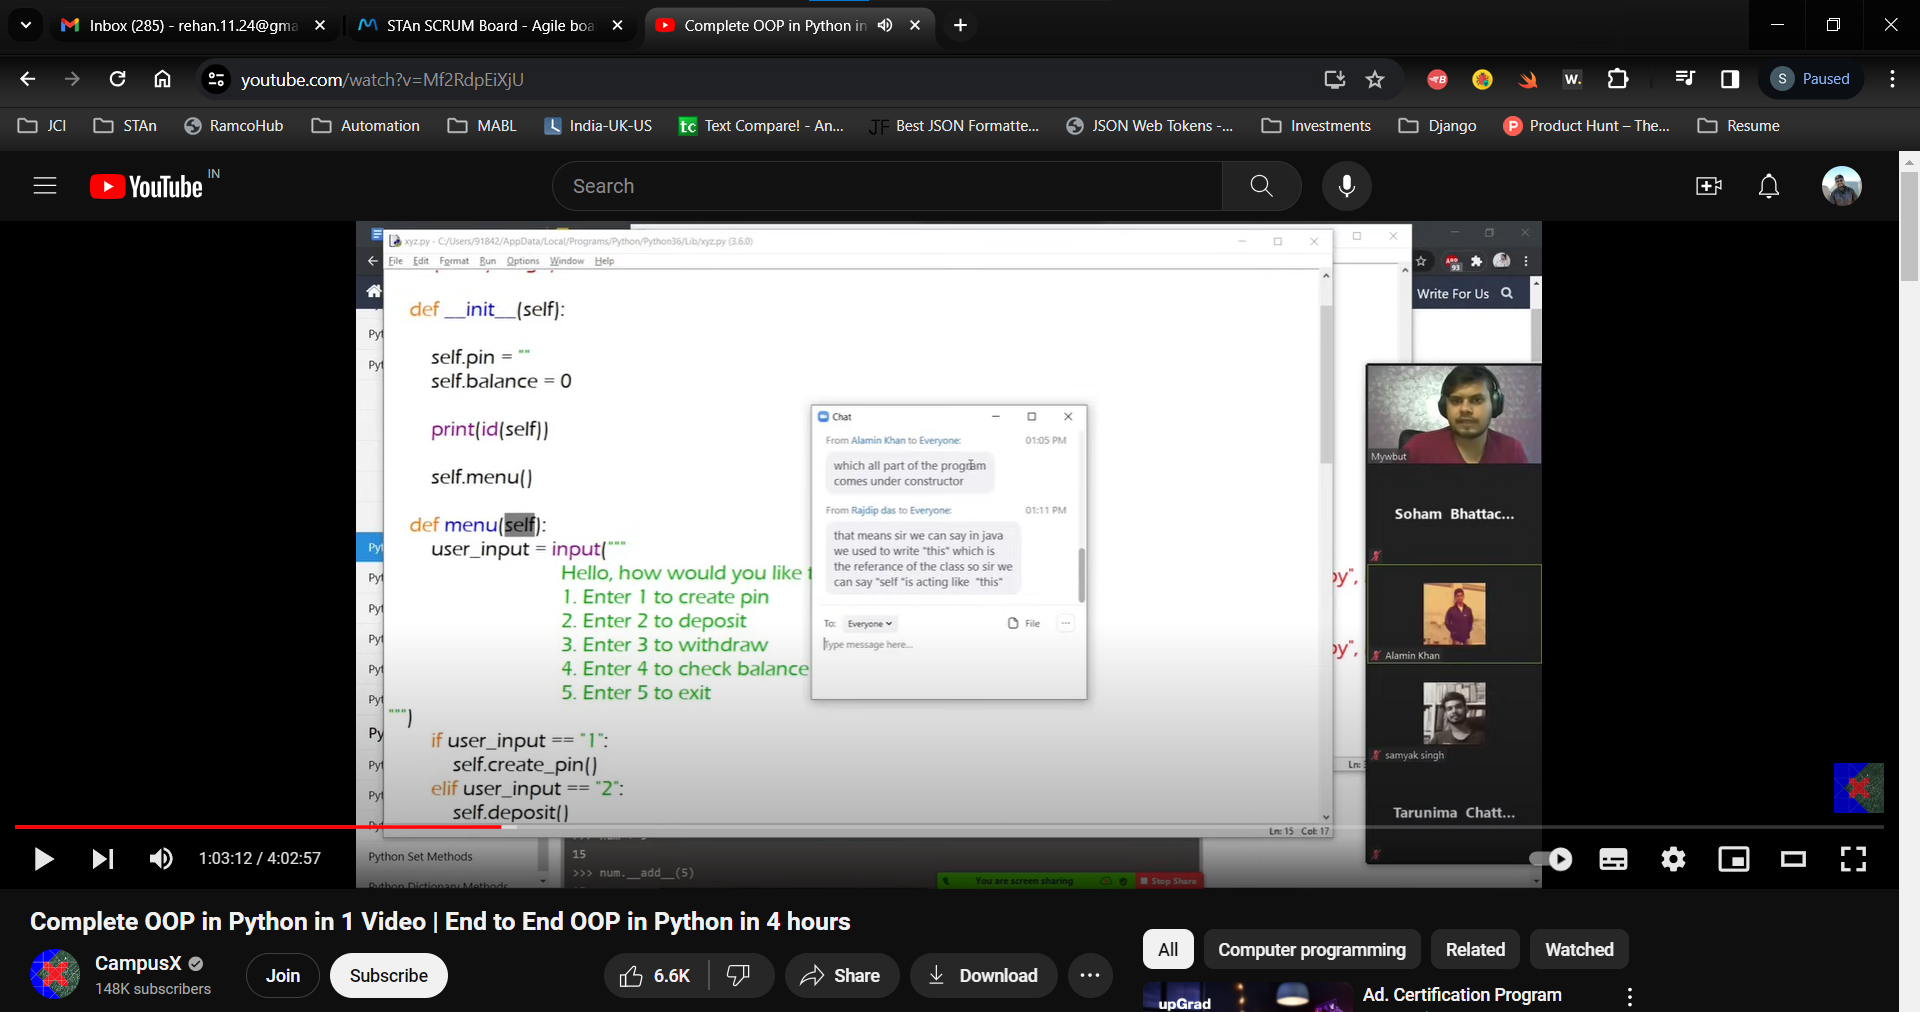 Inbox (285) - rehan.11.24@gma
STAn SCRUM Board - Agile boa
Complete OOP in Python in
youtube.com/watch?v=Mf2RdpEiXjU
S Paused
JCI
STAn
RamcoHub
Automation
MABL
India-UK-US
tc Text Compare! - An...
JF Best JSON Formatte...
JSON Web Tokens -...
Investments
Django
Product Hunt – The...
Resume
YouTube IN
Search
xyz.py - C:/Users/91842/AppData/Local/Programs/Python/Python36/Lib/xyz.py (3.6.0)
File Edit Format Run Options Window Help
Write For Us
def __init__(self):
self.pin = ""
self.balance = 0
print(id(self))
self.menu()
def menu(self):
user_input = input("""
Hello, how would you like t
1. Enter 1 to create pin
2. Enter 2 to deposit
3. Enter 3 to withdraw
4. Enter 4 to check balance
5. Enter 5 to exit
""")
if user_input == "1":
self.create_pin()
elif user_input == "2":
self.deposit()
Chat
From Alamin Khan to Everyone: 01:05 PM
which all part of the program
comes under constructor
From Rajdip das to Everyone: 01:11 PM
that means sir we can say in java
we used to write "this" which is
the referance of the class so sir we
can say "self "is acting like "this"
To: Everyone File
Type message here...
py",
py",
Mywbut
Soham Bhattac...
Alamin Khan
samyak singh
Tarunima Chatt...
Ln: 15 Col: 17
Python Set Methods
Python Dictionary Methods
15
>>> num.__add__(5)
You are screen sharing
Stop Share
1:03:12 / 4:02:57
Complete OOP in Python in 1 Video | End to End OOP in Python in 4 hours
CampusX
148K subscribers
Join
Subscribe
6.6K
Share
Download
All
Computer programming
Related
Watched
upGrad
Ad. Certification Program